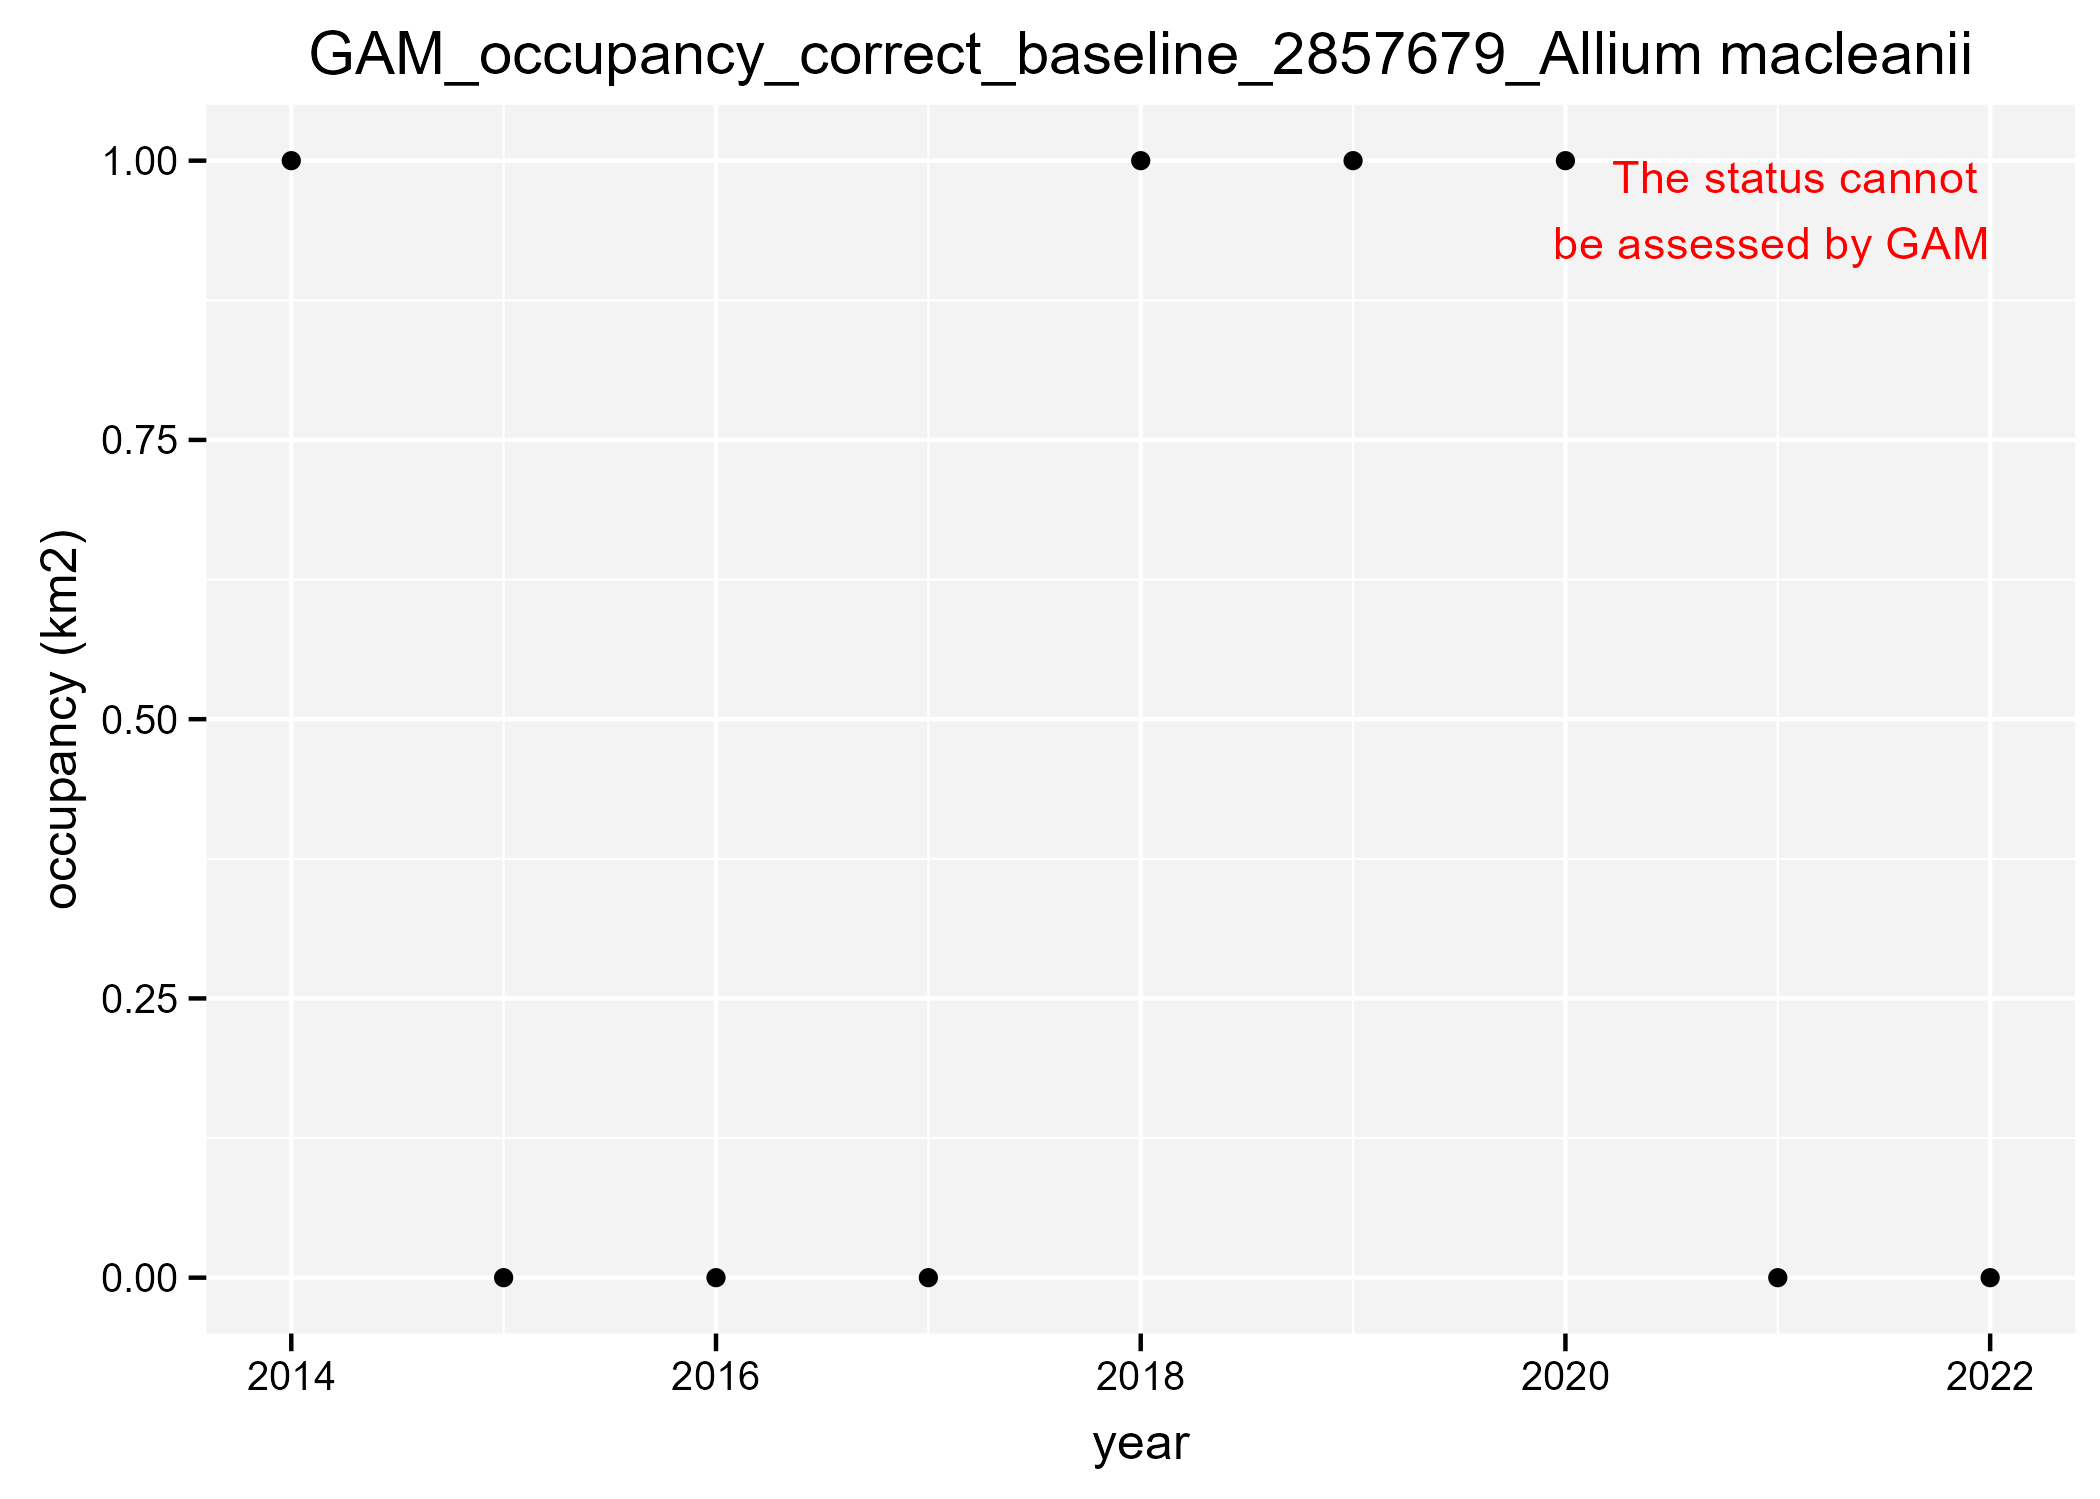 GAM_occupancy_correct_baseline_2857679_Allium macleanii
1.00
The status cannot
be assessed by GAM
0.75
occupancy (km2)
0.50
0.25
0.00
2014 2016 2018 2020 2022
year